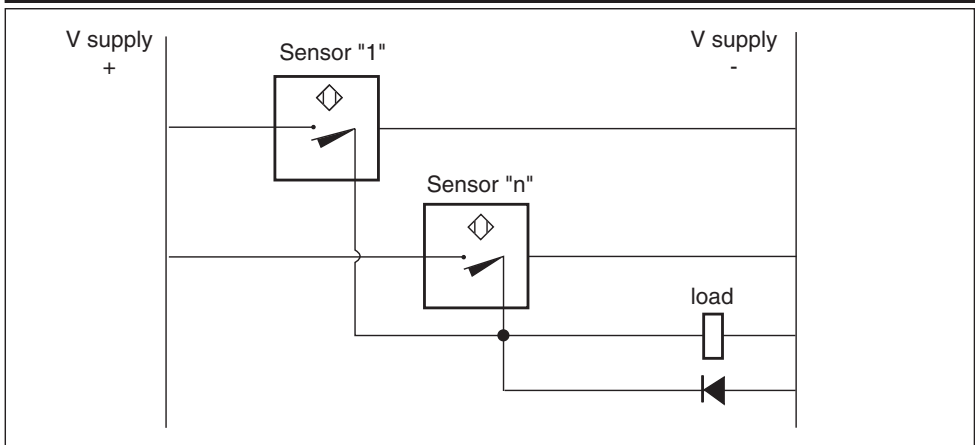 V supply
+
Sensor "1"
V supply
-
Sensor "n"
load